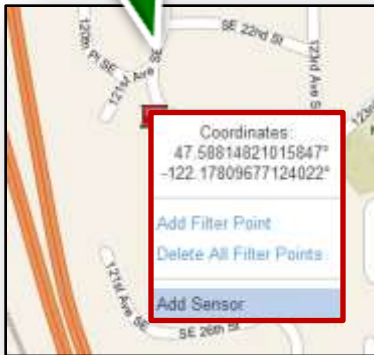 SE 22nd St
120th Pl SE
121st Ave
SE
123rd Ave S
Coordinates:
47.58814821015847°
-122.17809677124022°
Add Filter Point
Delete All Filter Points
Add Sensor
121st Ave SE
SE 26th St